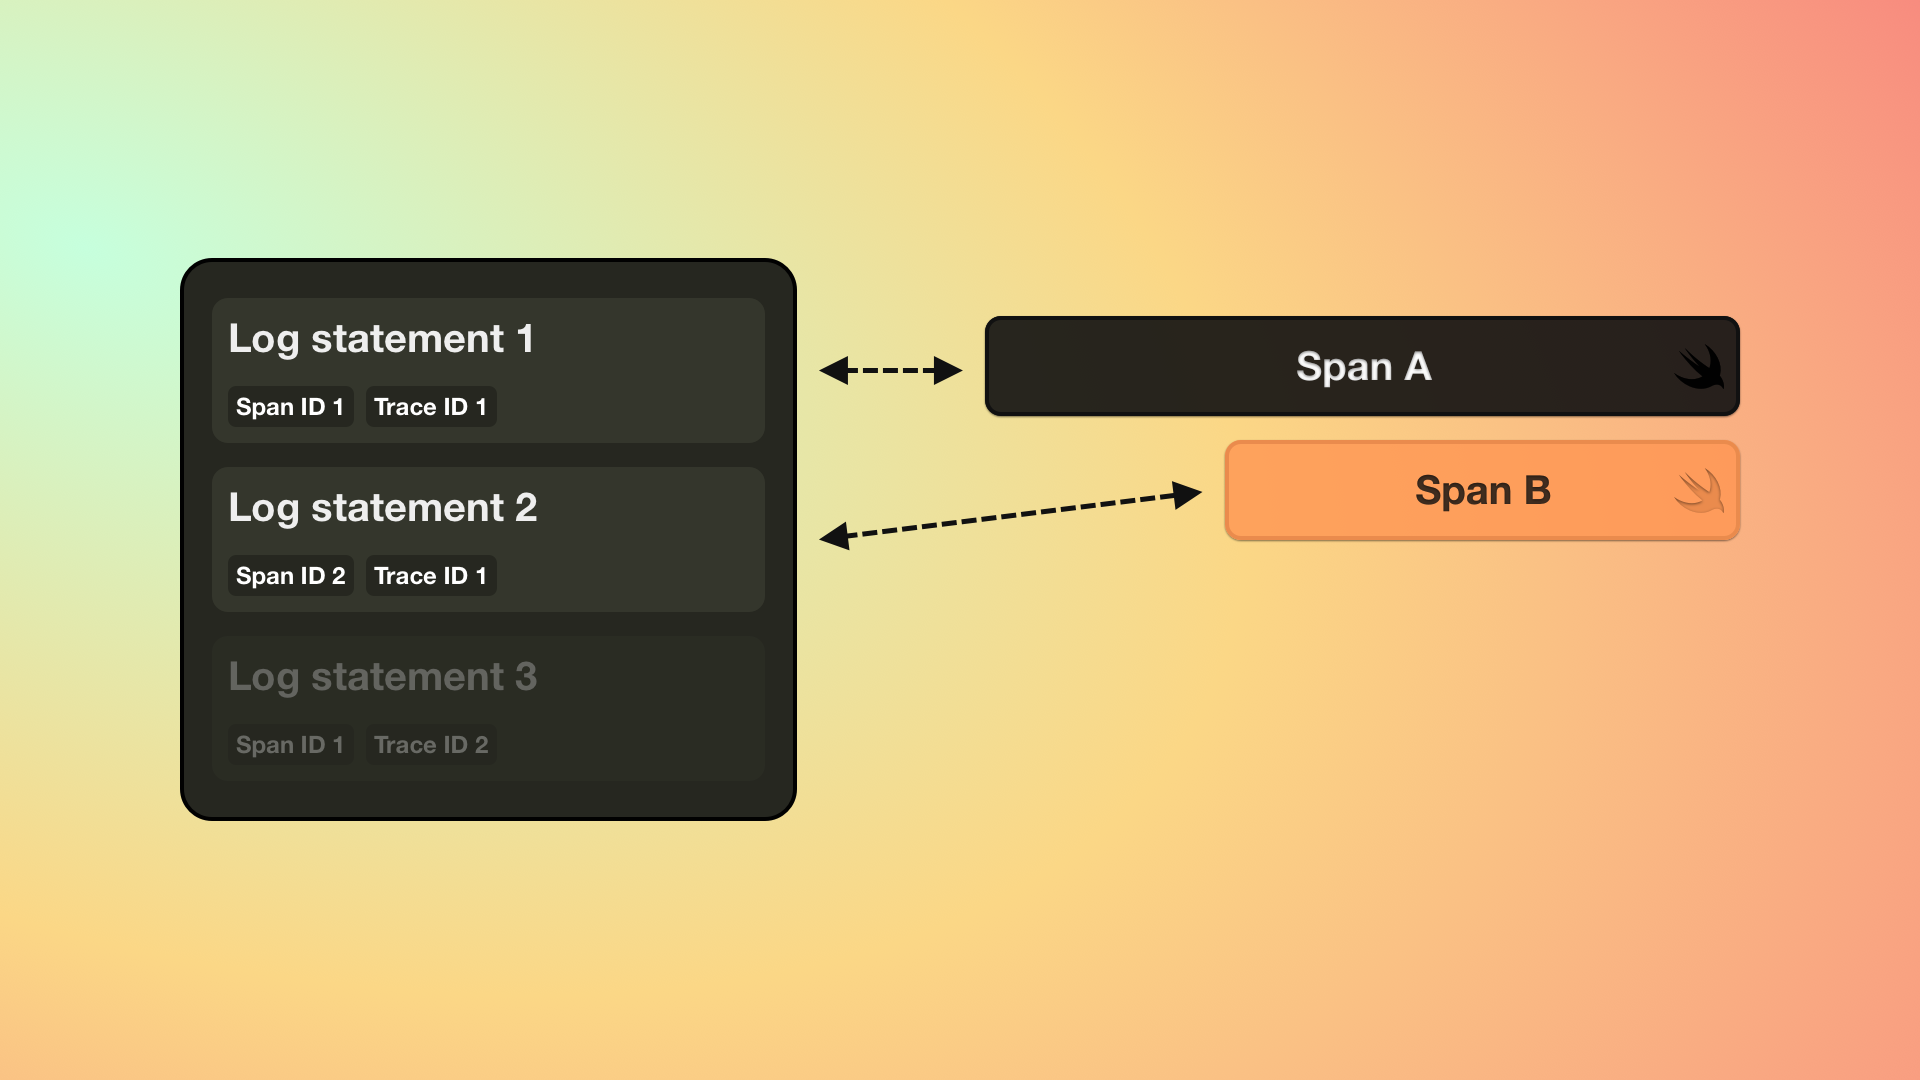 Log statement 1
Span ID 1 Trace ID 1
Log statement 2
Span ID 2 Trace ID 1
Log statement 3
Span ID 1 Trace ID 2
Span A
Span B